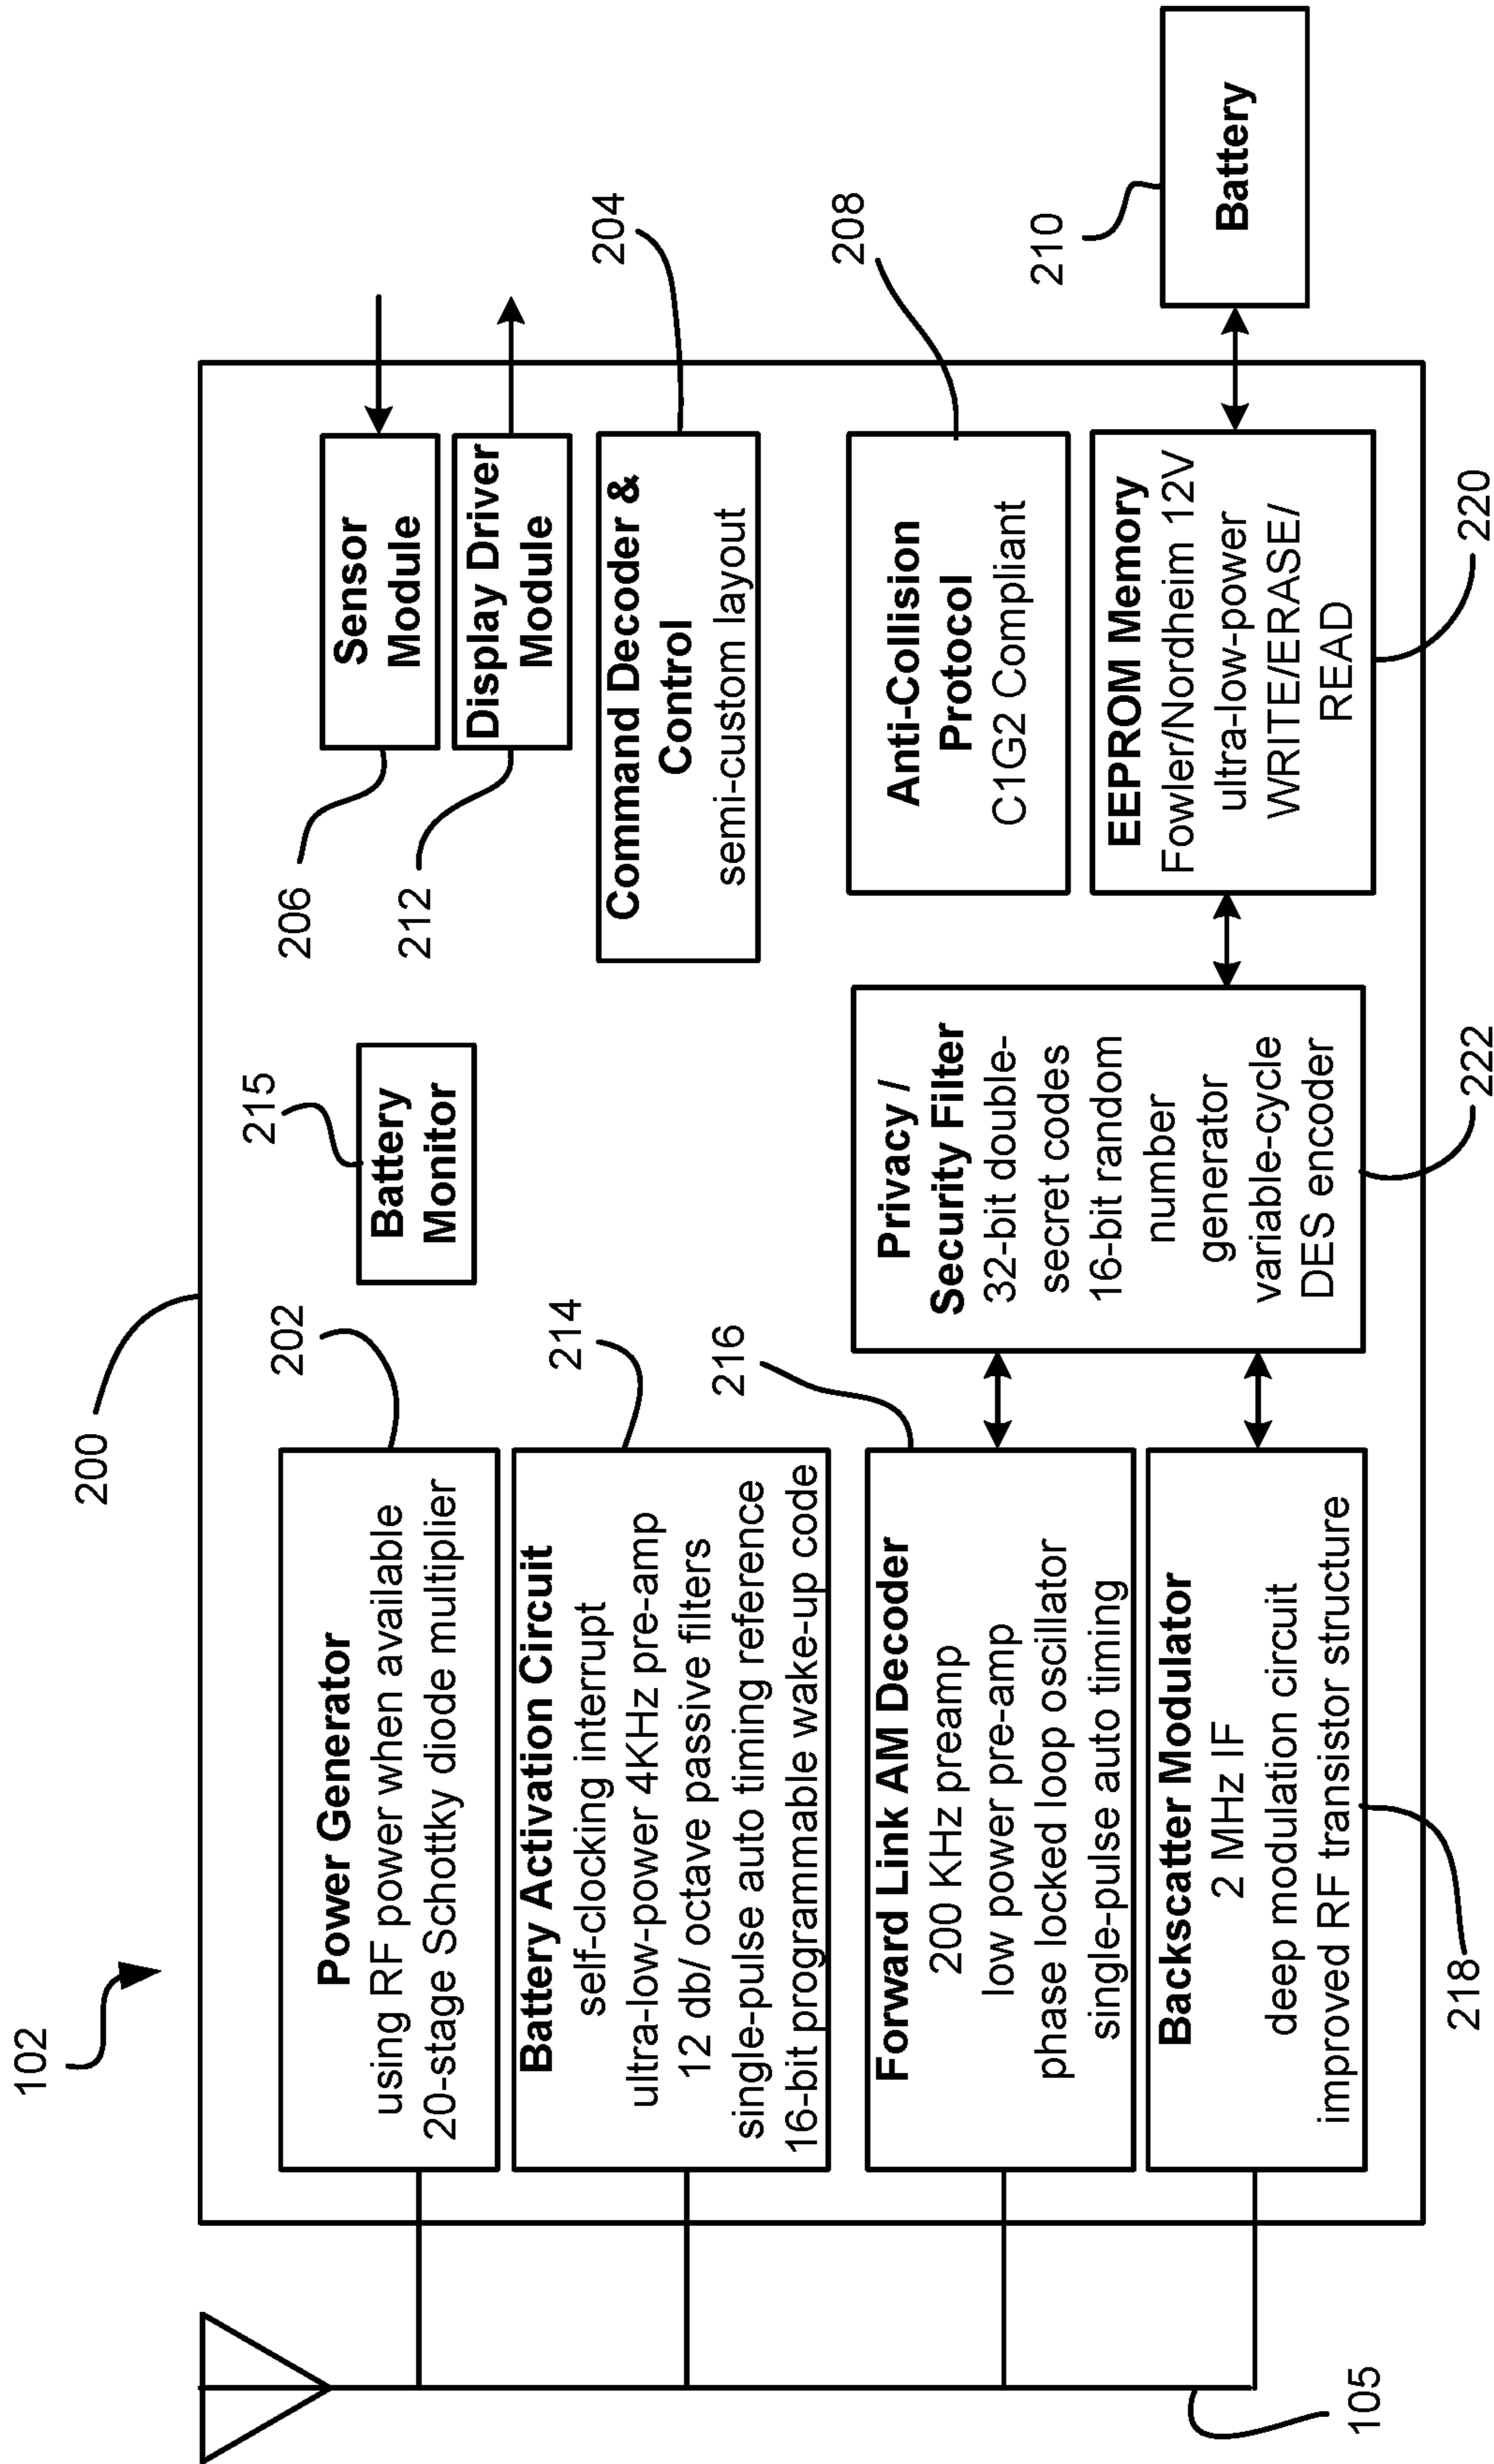 102
200
105
Power Generator
using RF power when available
20-stage Schottky diode multiplier
202
Battery Activation Circuit
self-clocking interrupt
ultra-low-power 4KHz pre-amp
12 db/ octave passive filters
single-pulse auto timing reference
16-bit programmable wake-up code
214
Forward Link AM Decoder
200 KHz preamp
low power pre-amp
phase locked loop oscillator
single-pulse auto timing
216
Backscatter Modulator
2 MHz IF
deep modulation circuit
improved RF transistor structure
218
215
Battery
Monitor
Privacy /
Security Filter
32-bit double-
secret codes
16-bit random
number
generator
variable-cycle
DES encoder
222
Sensor
Module
206
Display Driver
Module
212
Command Decoder &
Control
semi-custom layout
204
Anti-Collision
Protocol
C1G2 Compliant
208
EEPROM Memory
Fowler/Nordheim 12V
ultra-low-power
WRITE/ERASE/
READ
220
210
Battery